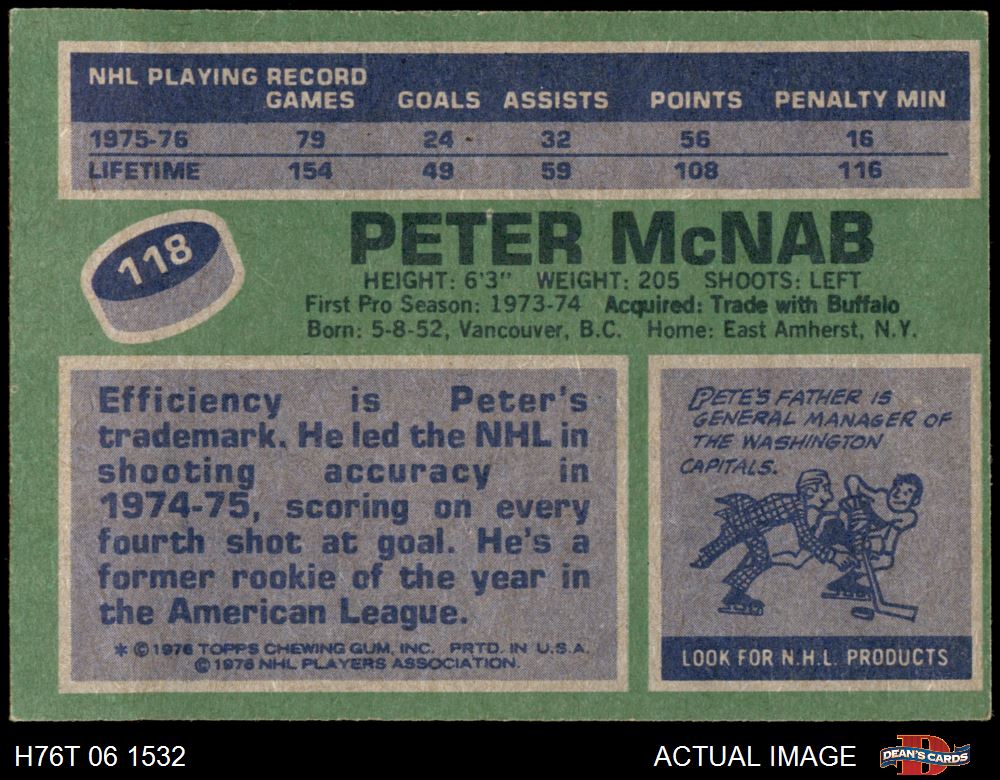 NHL PLAYING RECORD
GAMES GOALS ASSISTS POINTS PENALTY MIN
1975-76 79 24 32 56 16
LIFETIME 154 49 59 108 116
118
PETER McNAB
HEIGHT: 6'3" WEIGHT: 205 SHOOTS: LEFT
First Pro Season: 1973-74 Acquired: Trade with Buffalo
Born: 5-8-52, Vancouver, B.C. Home: East Amherst, N.Y.
Efficiency is Peter's
trademark. He led the NHL in
shooting accuracy in
1974-75, scoring on every
fourth shot at goal. He's a
former rookie of the year in
the American League.
* © 1976 TOPPS CHEWING GUM, INC. PRTD. IN U.S.A.
© 1976 NHL PLAYERS ASSOCIATION.
PETE'S FATHER IS
GENERAL MANAGER OF
THE WASHINGTON
CAPITALS.
LOOK FOR N.H.L. PRODUCTS
H76T 06 1532 ACTUAL IMAGE DEAN'S CARDS